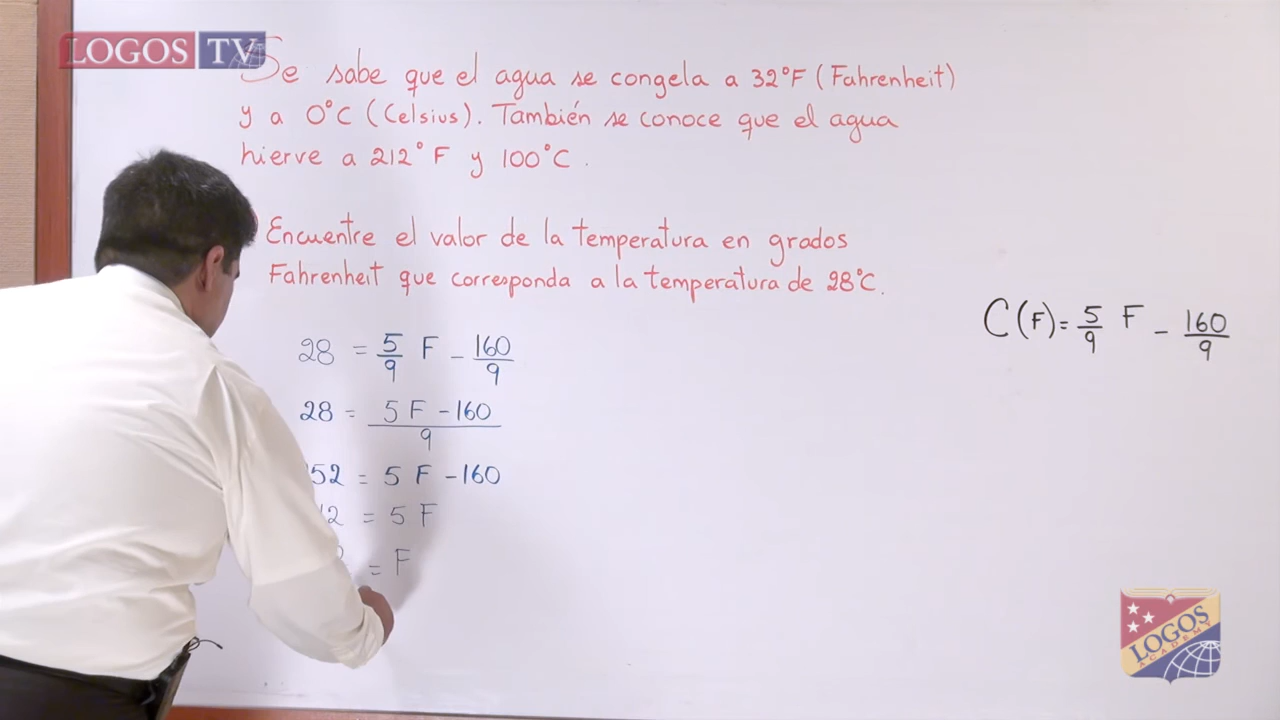 LOGOS TV
Se sabe que el agua se congela a 32°F (Fahrenheit)
y a 0°C (Celsius). También se conoce que el agua
hierve a 212°F y 100°C.
Encuentre el valor de la temperatura en grados
Fahrenheit que corresponda a la temperatura de 28°C.
C(F) = 5/9 F - 160/9
28 = 5/9 F - 160/9
28 = 5F - 160 / 9
52 = 5F - 160
2 = 5F
= F
LOGOS
ACADEMY